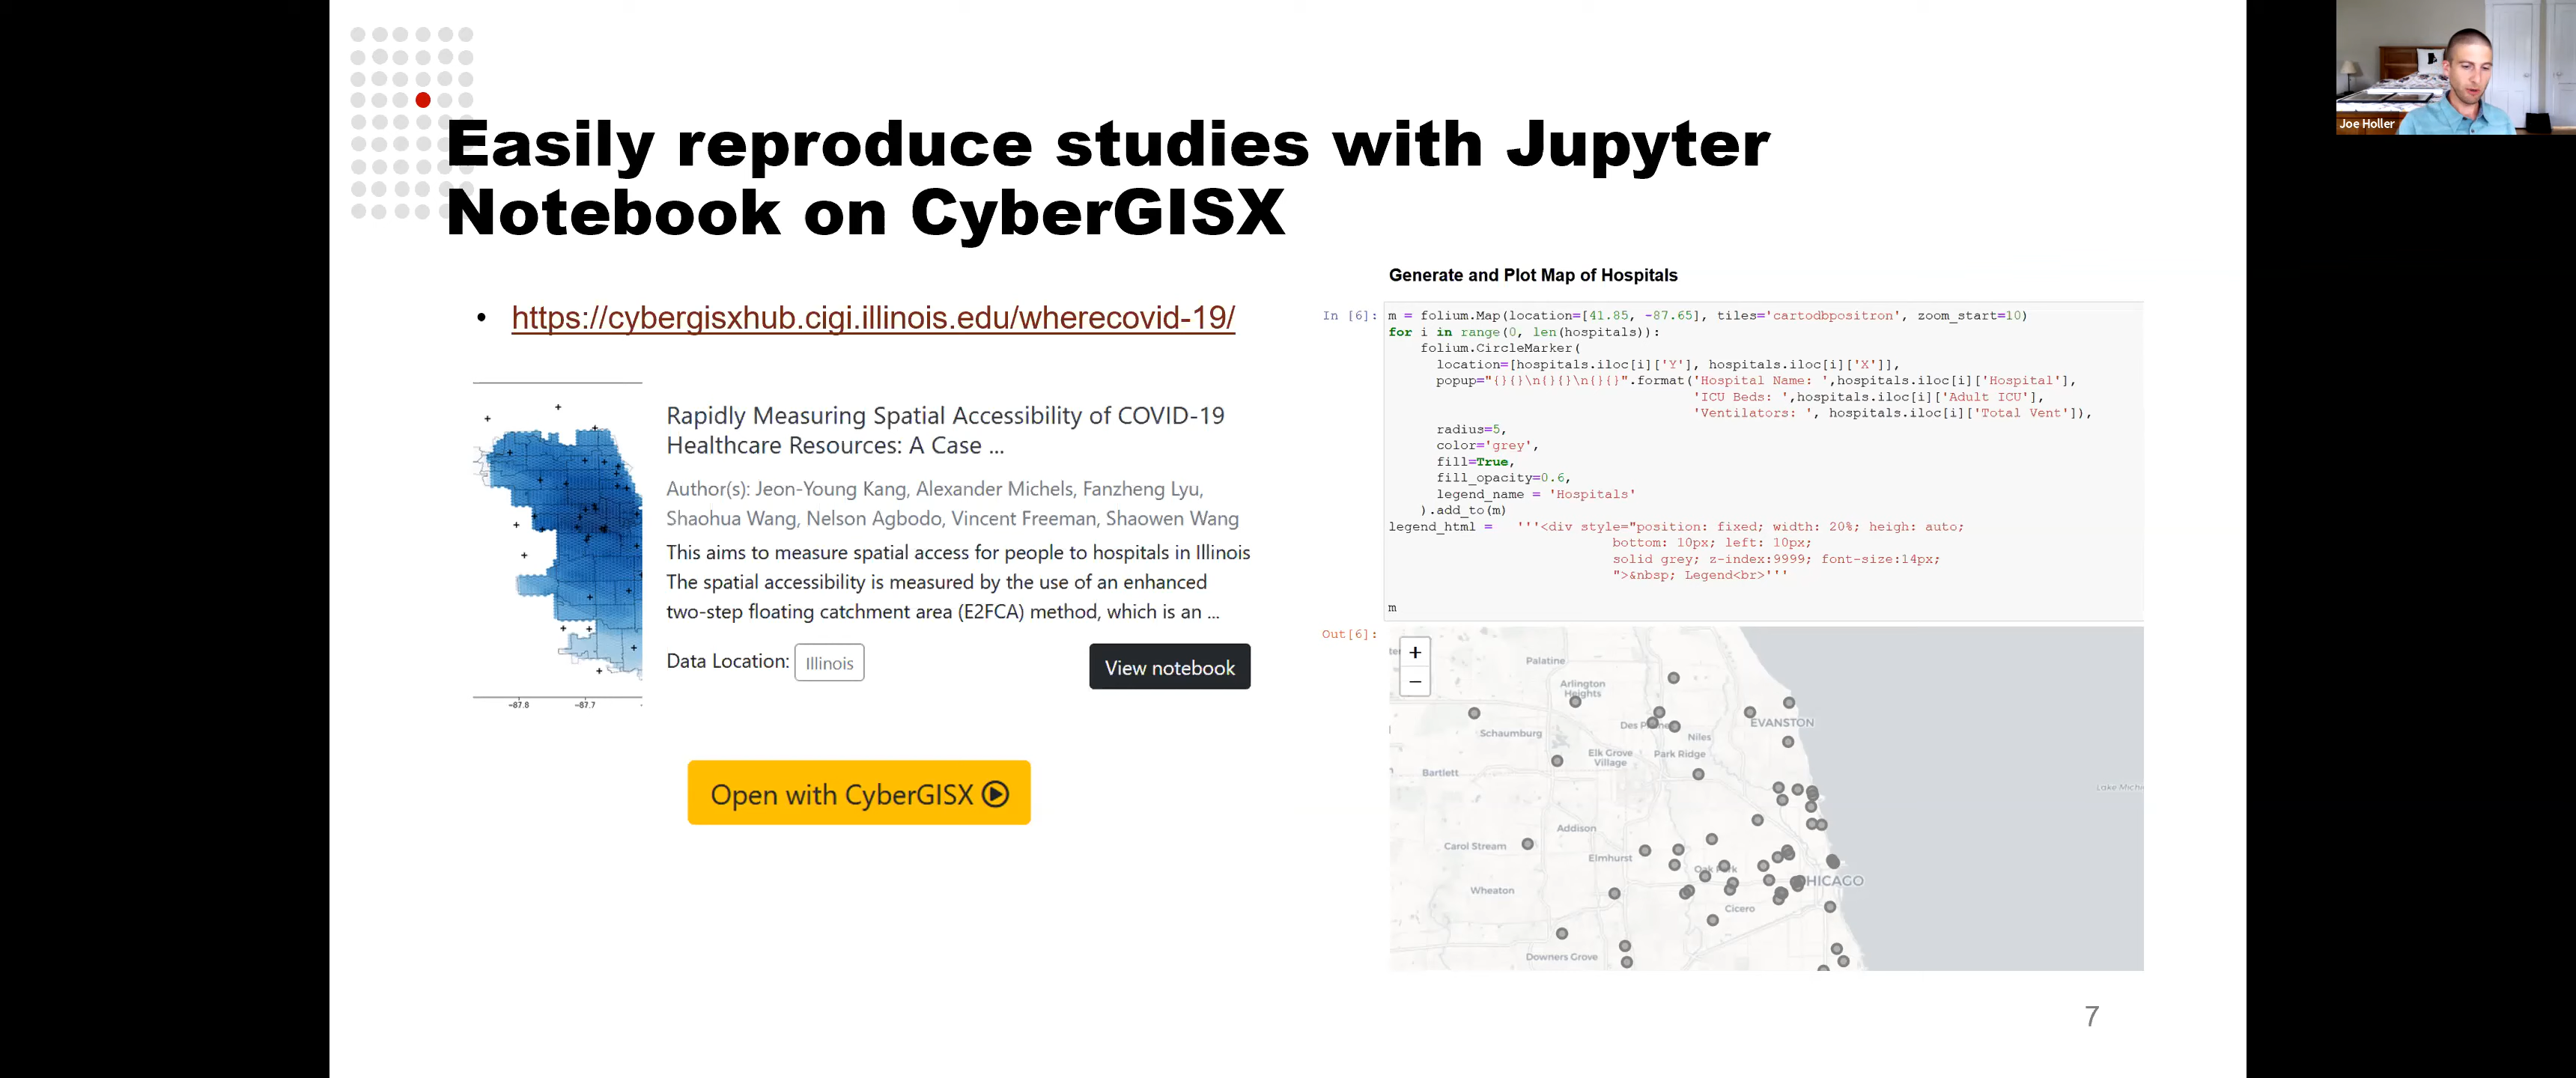 Easily reproduce studies with Jupyter
Notebook on CyberGISX
• https://cybergisxhub.cigi.illinois.edu/wherecovid-19/
Rapidly Measuring Spatial Accessibility of COVID-19
Healthcare Resources: A Case ...
Author(s): Jeon-Young Kang, Alexander Michels, Fanzheng Lyu,
Shaohua Wang, Nelson Agbodo, Vincent Freeman, Shaowen Wang
This aims to measure spatial access for people to hospitals in Illinois
The spatial accessibility is measured by the use of an enhanced
two-step floating catchment area (E2FCA) method, which is an ...
Data Location: Illinois
View notebook
-87.8
-87.7
Open with CyberGISX
Generate and Plot Map of Hospitals
In [6]:
m = folium.Map(location=[41.85, -87.65], tiles='cartodbpositron', zoom_start=10)
for i in range(0, len(hospitals)):
    folium.CircleMarker(
      location=[hospitals.iloc[i]['Y'], hospitals.iloc[i]['X']],
      popup="{}{}\n{}{}\n{}{}".format('Hospital Name: ',hospitals.iloc[i]['Hospital'],
                                      'ICU Beds: ',hospitals.iloc[i]['Adult ICU'],
                                      'Ventilators: ', hospitals.iloc[i]['Total Vent']),
      radius=5,
      color='grey',
      fill=True,
      fill_opacity=0.6,
      legend_name = 'Hospitals'
    ).add_to(m)
legend_html =   '''<div style="position: fixed; width: 20%; heigh: auto;
                            bottom: 10px; left: 10px;
                            solid grey; z-index:9999; font-size:14px;
                            ">&nbsp; Legend<br>'''
m
Out[6]:
+
−
Palatine
Arlington
Heights
Schaumburg
Niles
EVANSTON
Elk Grove
Village
Park Ridge
Bartlett
Addison
Carol Stream
Elmhurst
Wheaton
Cicero
HICAGO
Downers Grove
7
Joe Holler